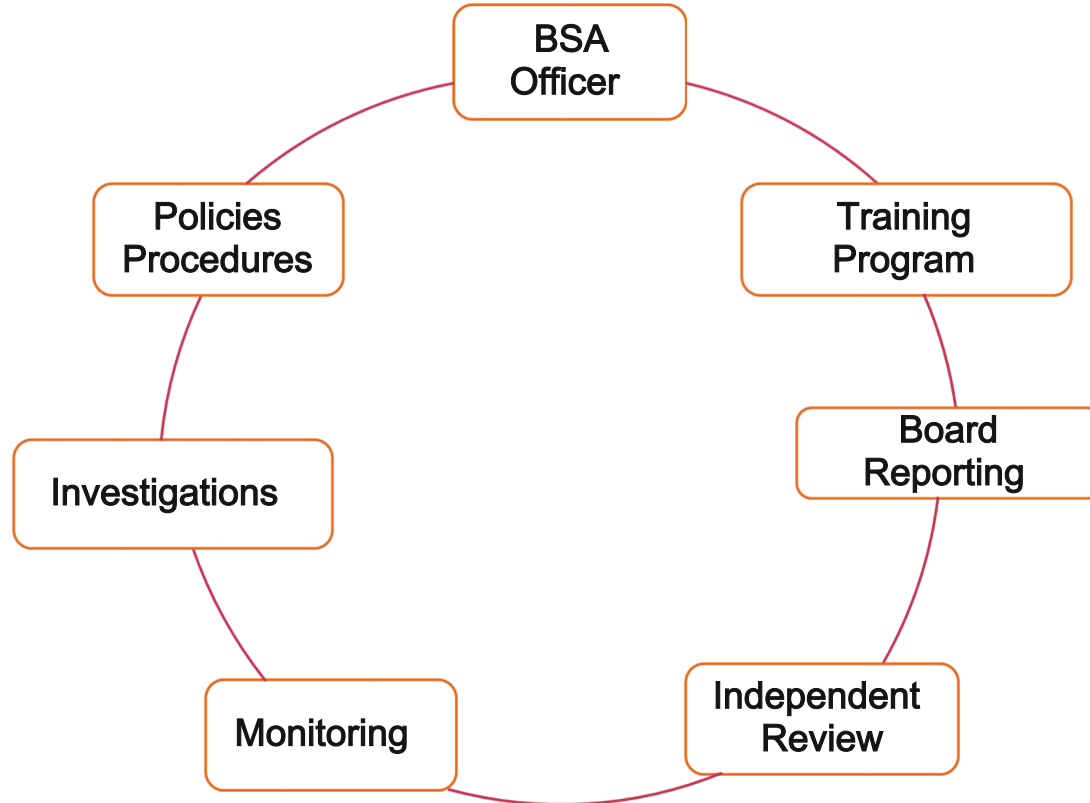 BSA
Officer
Policies
Procedures
Training
Program
Board
Reporting
Investigations
Independent
Review
Monitoring